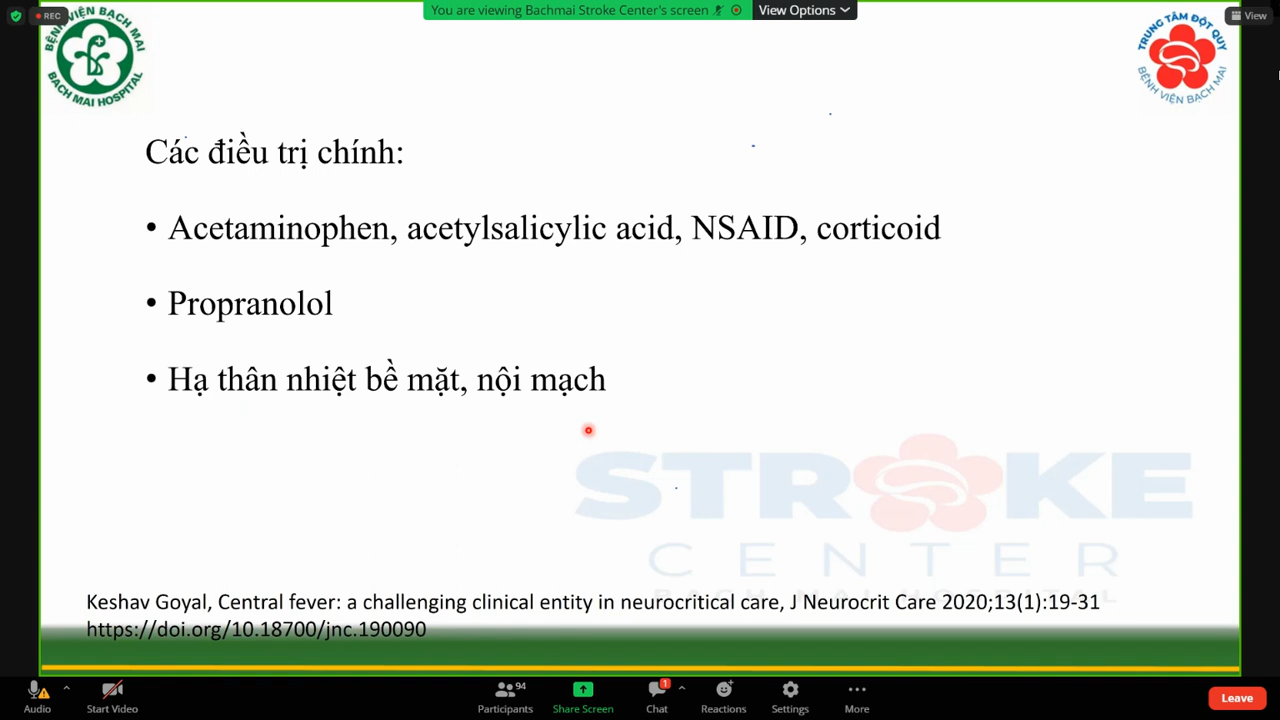 REC
You are viewing Bachmai Stroke Center's screen
View Options
View
BỆNH VIỆN BẠCH MAI
BACH MAI HOSPITAL
TRUNG TÂM ĐỘT QUỴ
BỆNH VIỆN BẠCH MAI
Các điều trị chính:
• Acetaminophen, acetylsalicylic acid, NSAID, corticoid
• Propranolol
• Hạ thân nhiệt bề mặt, nội mạch
STROKE
CENTER
BACH MAI HOSPITAL
Keshav Goyal, Central fever: a challenging clinical entity in neurocritical care, J Neurocrit Care 2020;13(1):19-31
https://doi.org/10.18700/jnc.190090
Audio
Start Video
94
Participants
Share Screen
1
Chat
Reactions
Settings
More
Leave